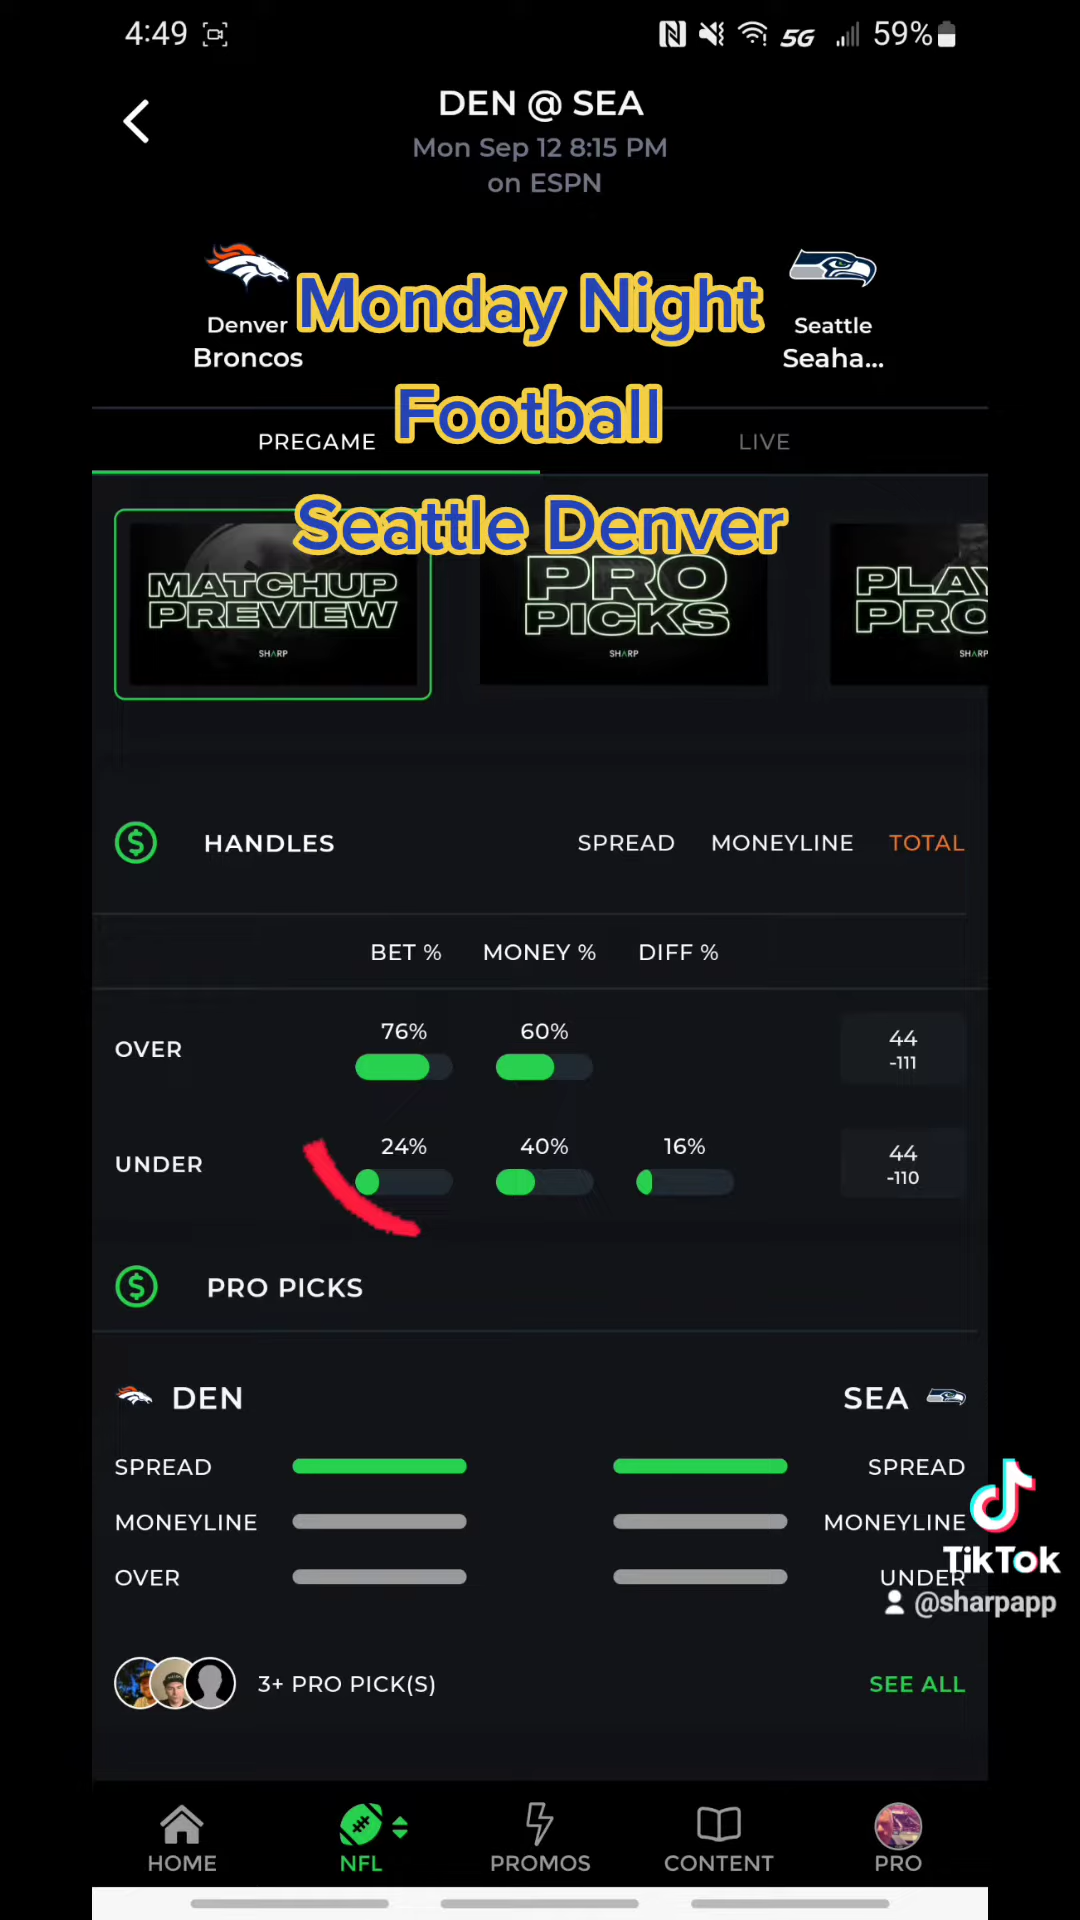 4:49
5G
59%
DEN @ SEA
Mon Sep 12 8:15 PM
on ESPN
Monday Night
Football
Seattle Denver
Denver
Broncos
Seattle
Seaha...
PREGAME
LIVE
MATCHUP
PREVIEW
SHARP
PRO
PICKS
SHARP
PLAY
PRO
SHARP
HANDLES
SPREAD
MONEYLINE
TOTAL
BET %
MONEY %
DIFF %
OVER
76%
60%
44
-111
UNDER
24%
40%
16%
44
-110
PRO PICKS
DEN
SEA
SPREAD
SPREAD
MONEYLINE
MONEYLINE
OVER
UNDER
TikTok
@sharpapp
3+ PRO PICK(S)
SEE ALL
HOME
NFL
PROMOS
CONTENT
PRO